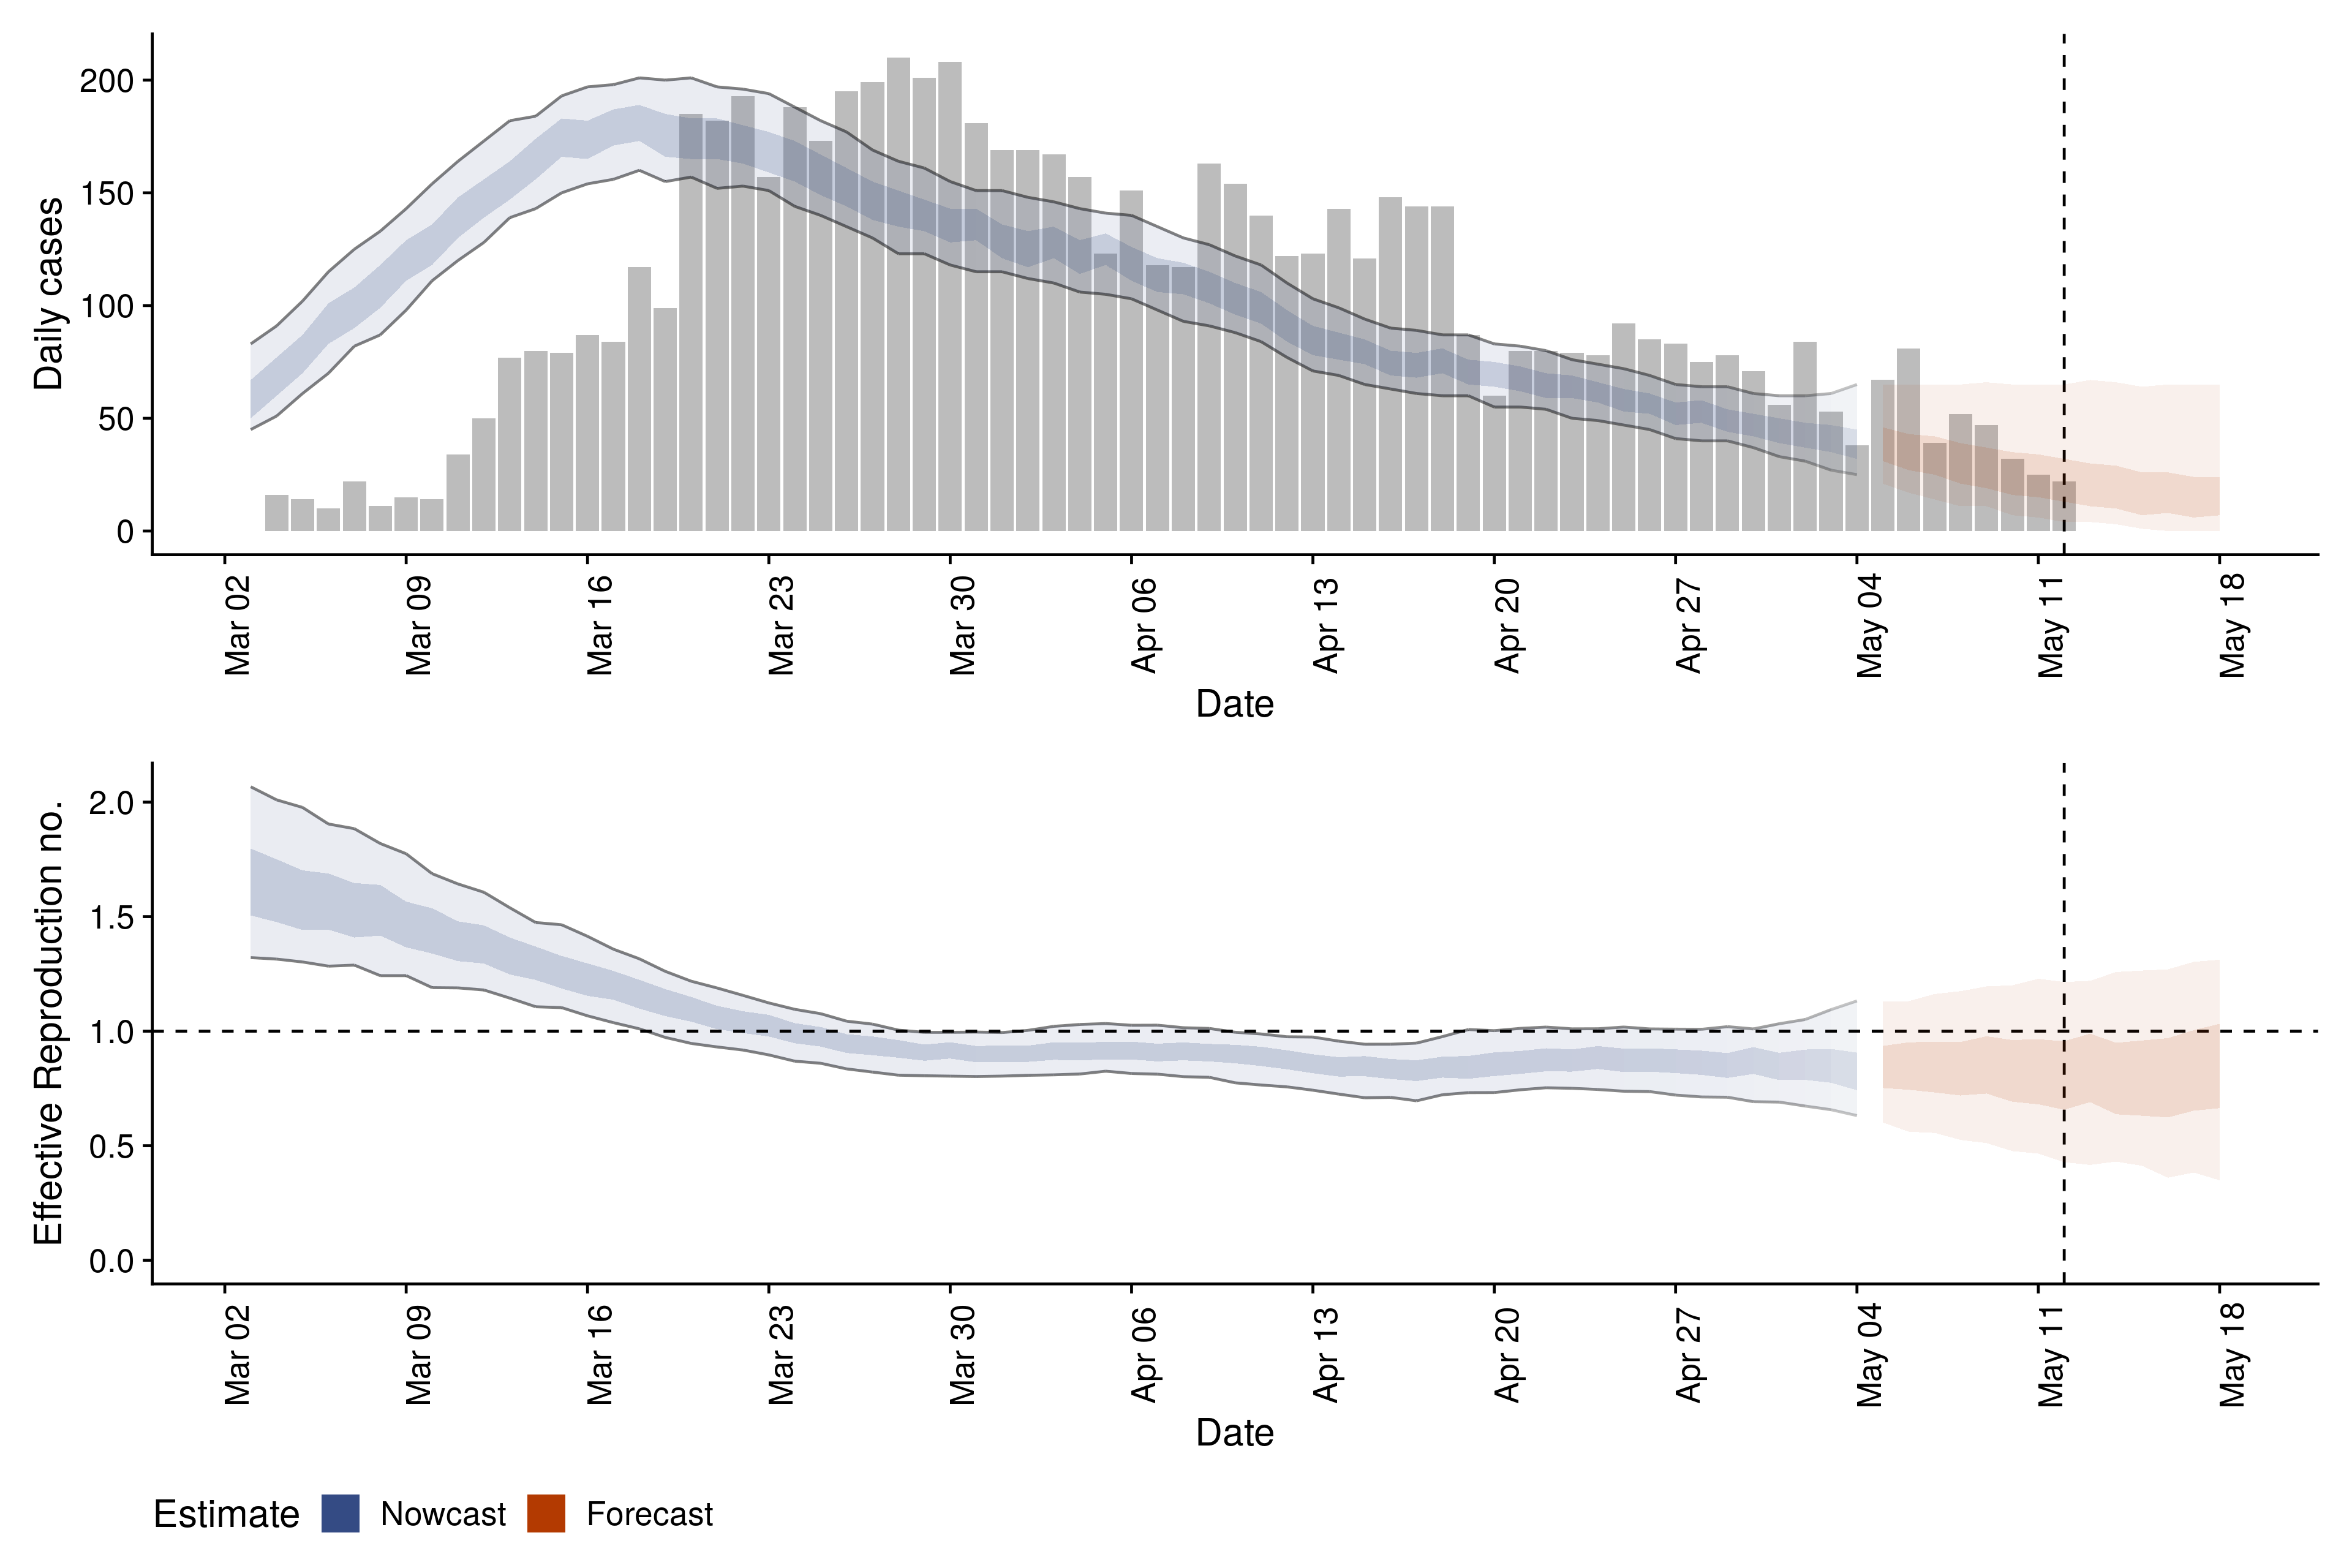 Daily cases
200
150
100
50
0
Mar 02
Mar 09
Mar 16
Mar 23
Mar 30
Apr 06
Apr 13
Apr 20
Apr 27
May 04
May 11
May 18
Date
Effective Reproduction no.
2.0
1.5
1.0
0.5
0.0
Mar 02
Mar 09
Mar 16
Mar 23
Mar 30
Apr 06
Apr 13
Apr 20
Apr 27
May 04
May 11
May 18
Date
Estimate Nowcast Forecast